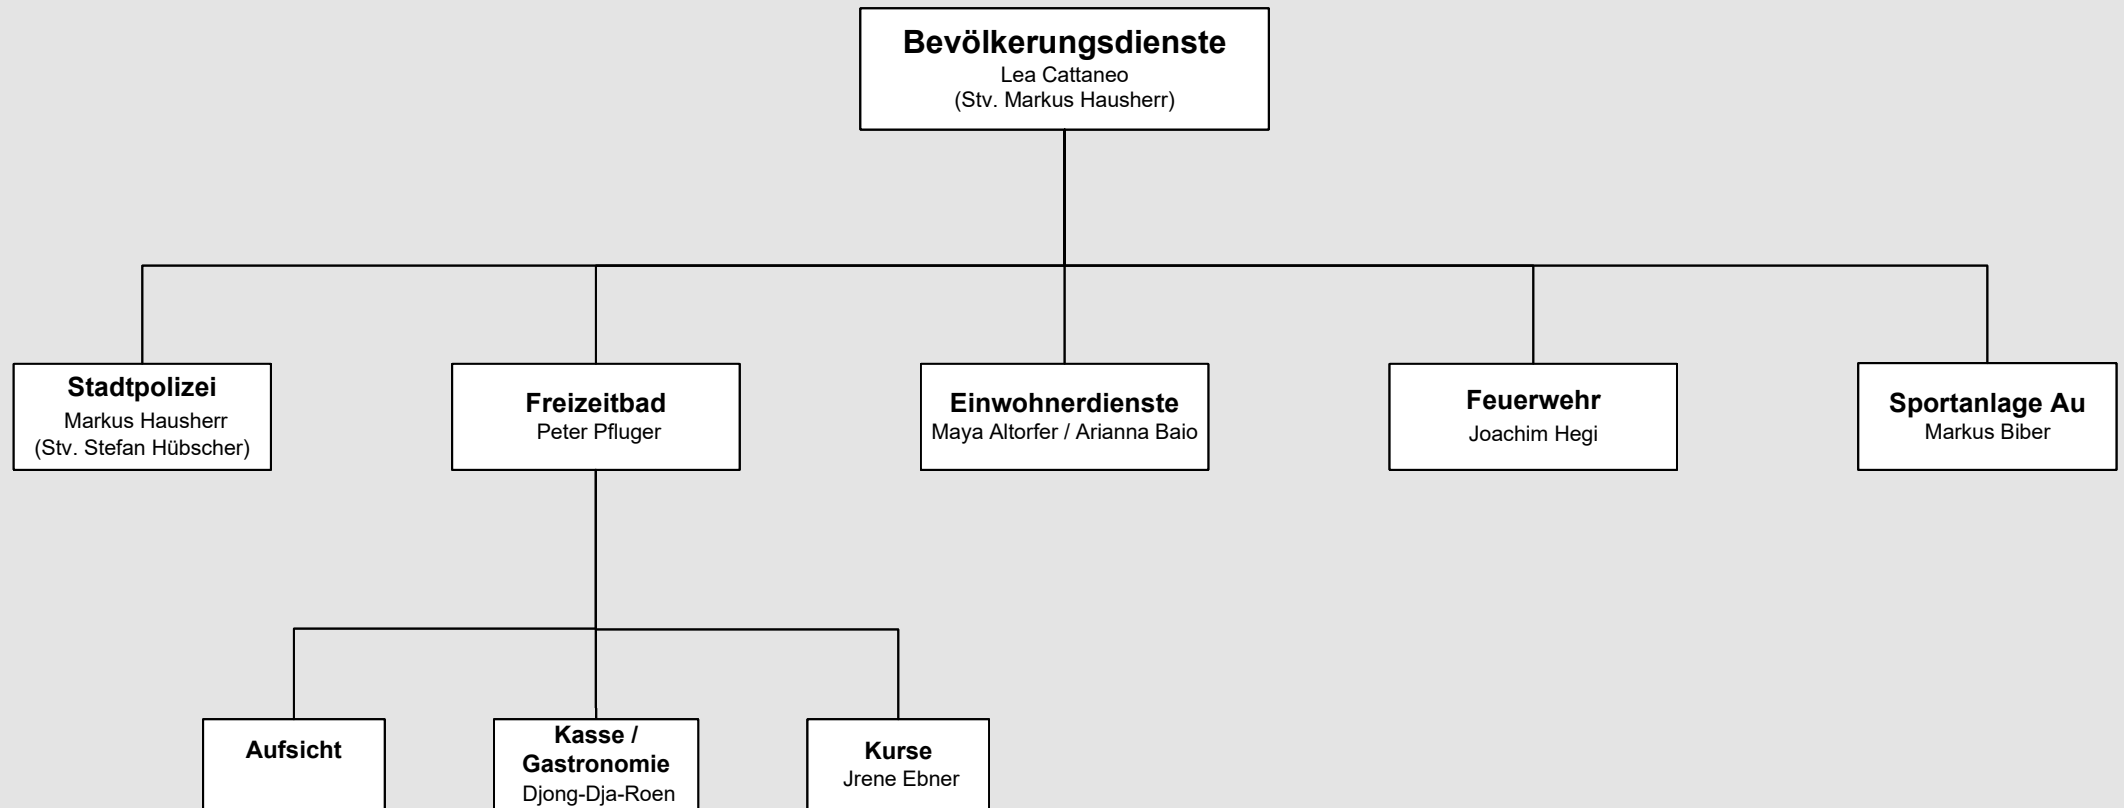 Bevölkerungsdienste
Lea Cattaneo
(Stv. Markus Hausherr)
Stadtpolizei
Markus Hausherr
(Stv. Stefan Hübscher)
Freizeitbad
Peter Pfluger
Einwohnerdienste
Maya Altorfer / Arianna Baio
Feuerwehr
Joachim Hegi
Sportanlage Au
Markus Biber
Aufsicht
Kasse /
Gastronomie
Djong-Dja-Roen
Kurse
Jrene Ebner